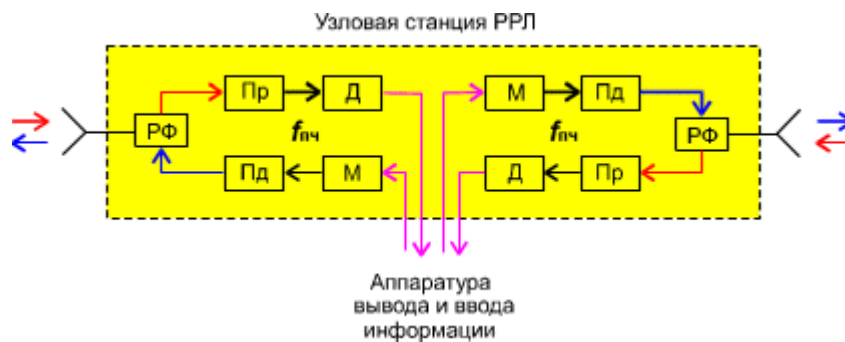 Узловая станция РРЛ
Пр Д М Пд
РФ fпч fпч РФ
Пд М Д Пр
Аппаратура
вывода и ввода
информации